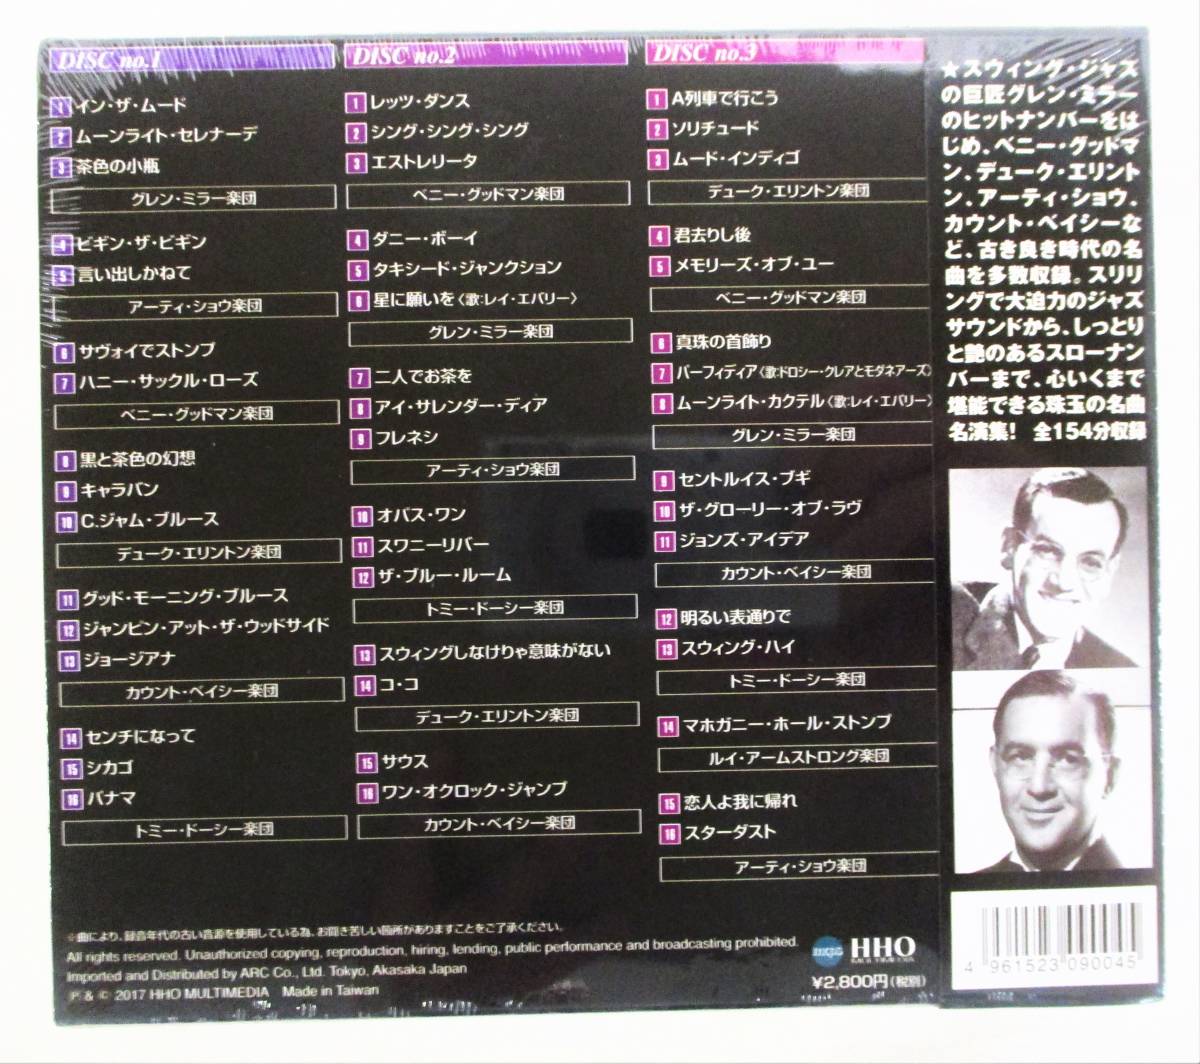 DISC no.1
1 イン・ザ・ムード
2 ムーンライト・セレナーデ
3 茶色の小瓶
グレン・ミラー楽団
4 ビギン・ザ・ビギン
5 言い出しかねて
アーティ・ショウ楽団
6 サヴォイでストンプ
7 ハニー・サックル・ローズ
ベニー・グッドマン楽団
8 黒と茶色の幻想
9 キャラバン
10 C.ジャム・ブルース
デューク・エリントン楽団
11 グッド・モーニング・ブルース
12 ジャンピン・アット・ザ・ウッドサイド
13 ジョージアナ
カウント・ベイシー楽団
14 センチになって
15 シカゴ
16 パナマ
トミー・ドーシー楽団
DISC no.2
1 レッツ・ダンス
2 シング・シング・シング
3 エストレリータ
ベニー・グッドマン楽団
4 ダニー・ボーイ
5 タキシード・ジャンクション
6 星に願いを〈歌:レイ・エバリー〉
グレン・ミラー楽団
7 二人でお茶を
8 アイ・サレンダー・ディア
9 フレネシ
アーティ・ショウ楽団
10 オパス・ワン
11 スワニーリバー
12 ザ・ブルー・ルーム
トミー・ドーシー楽団
13 スウィングしなけりゃ意味がない
14 コ・コ
デューク・エリントン楽団
15 サウス
16 ワン・オクロック・ジャンプ
カウント・ベイシー楽団
DISC no.3
1 A列車で行こう
2 ソリチュード
3 ムード・インディゴ
デューク・エリントン楽団
4 君去りし後
5 メモリーズ・オブ・ユー
ベニー・グッドマン楽団
6 真珠の首飾り
7 パーフィディア〈歌:ドロシー・クレアとモダネアーズ〉
8 ムーンライト・カクテル〈歌:レイ・エバリー〉
グレン・ミラー楽団
9 セントルイス・ブギ
10 ザ・グローリー・オブ・ラヴ
11 ジョンズ・アイデア
カウント・ベイシー楽団
12 明るい表通りで
13 スウィング・ハイ
トミー・ドーシー楽団
14 マホガニー・ホール・ストンプ
ルイ・アームストロング楽団
15 恋人よ我に帰れ
16 スターダスト
アーティ・ショウ楽団
★スウィング・ジャズ
の巨匠グレン・ミラー
のヒットナンバーをは
じめ、ベニー・グッドマ
ン、デューク・エリント
ン、アーティ・ショウ、
カウント・ベイシーな
ど、古き良き時代の名
曲を多数収録。スリリ
ングで大迫力のジャズ
サウンドから、しっとり
と艶のあるスローナン
バーまで、心いくまで
堪能できる珠玉の名曲
名演集! 全154分収録
※曲により、録音年代の古い音源を使用している為、お聞き苦しい箇所がありますことをご了承ください。
All rights reserved. Unauthorized copying, reproduction, hiring, lending, public performance and broadcasting prohibited.
Imported and Distributed by ARC Co., Ltd. Tokyo, Akasaka Japan
℗ & © 2017 HHO MULTIMEDIA Made in Taiwan
HHO
¥2,800円(税別)
4 961523 090045